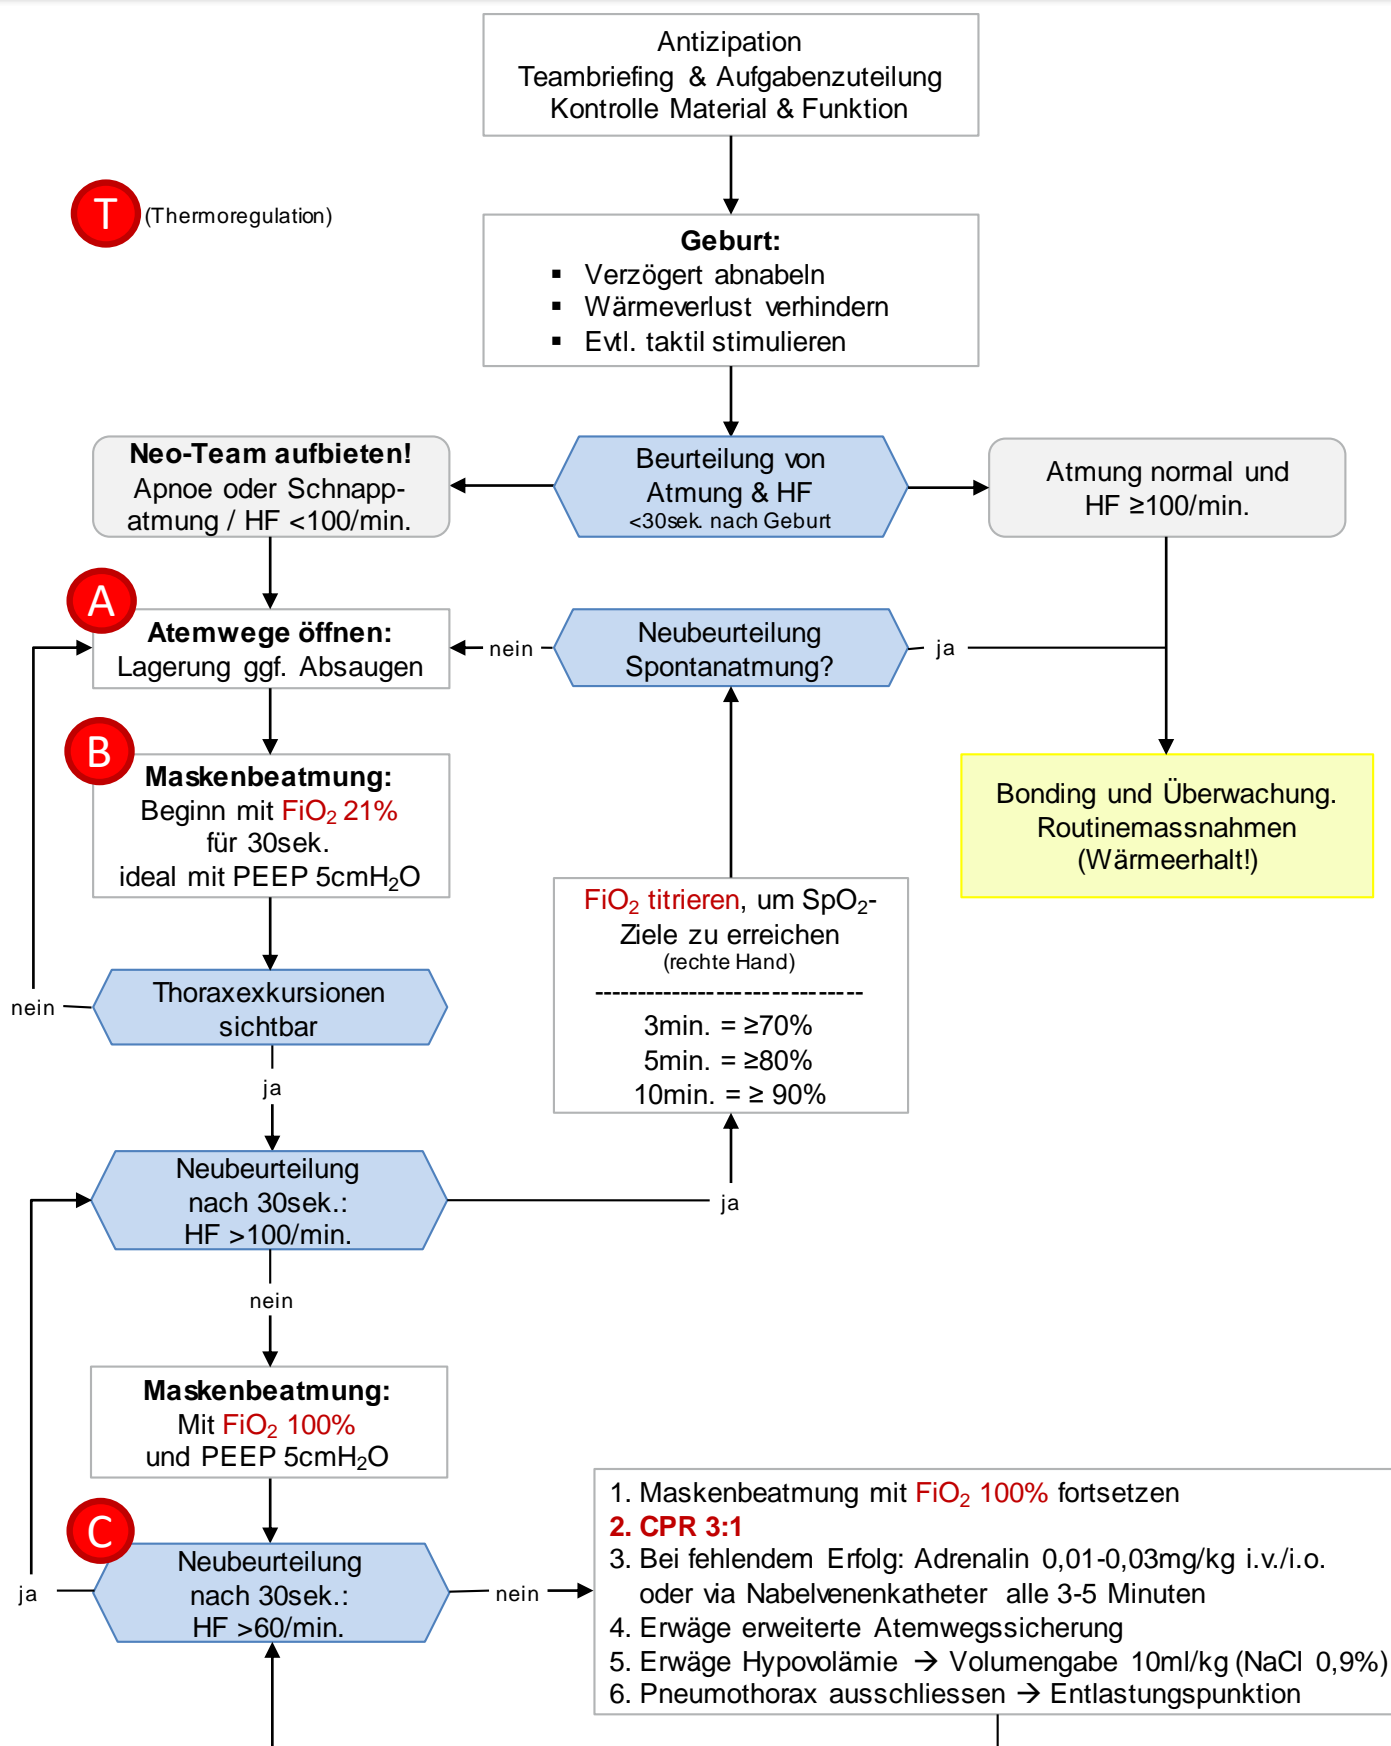 Antizipation
Teambriefing & Aufgabenzuteilung
Kontrolle Material & Funktion
T (Thermoregulation)
Geburt:
▪ Verzögert abnabeln
▪ Wärmeverlust verhindern
▪ Evtl. taktil stimulieren
Neo-Team aufbieten!
Apnoe oder Schnapp-
atmung / HF <100/min.
Beurteilung von
Atmung & HF
<30sek. nach Geburt
Atmung normal und
HF ≥100/min.
A
Atemwege öffnen:
Lagerung ggf. Absaugen
nein
Neubeurteilung
Spontanatmung?
ja
B
Maskenbeatmung:
Beginn mit FiO₂ 21%
für 30sek.
ideal mit PEEP 5cmH₂O
Bonding und Überwachung.
Routinemassnahmen
(Wärmeerhalt!)
FiO₂ titrieren, um SpO₂-
Ziele zu erreichen
(rechte Hand)
------------------------------
3min. = ≥70%
5min. = ≥80%
10min. = ≥ 90%
nein
Thoraxexkursionen
sichtbar
ja
Neubeurteilung
nach 30sek.:
HF >100/min.
ja
nein
Maskenbeatmung:
Mit FiO₂ 100%
und PEEP 5cmH₂O
C
Neubeurteilung
nach 30sek.:
HF >60/min.
ja
nein
1. Maskenbeatmung mit FiO₂ 100% fortsetzen
2. CPR 3:1
3. Bei fehlendem Erfolg: Adrenalin 0,01-0,03mg/kg i.v./i.o.
oder via Nabelvenenkatheter alle 3-5 Minuten
4. Erwäge erweiterte Atemwegssicherung
5. Erwäge Hypovolämie → Volumengabe 10ml/kg (NaCl 0,9%)
6. Pneumothorax ausschliessen → Entlastungspunktion